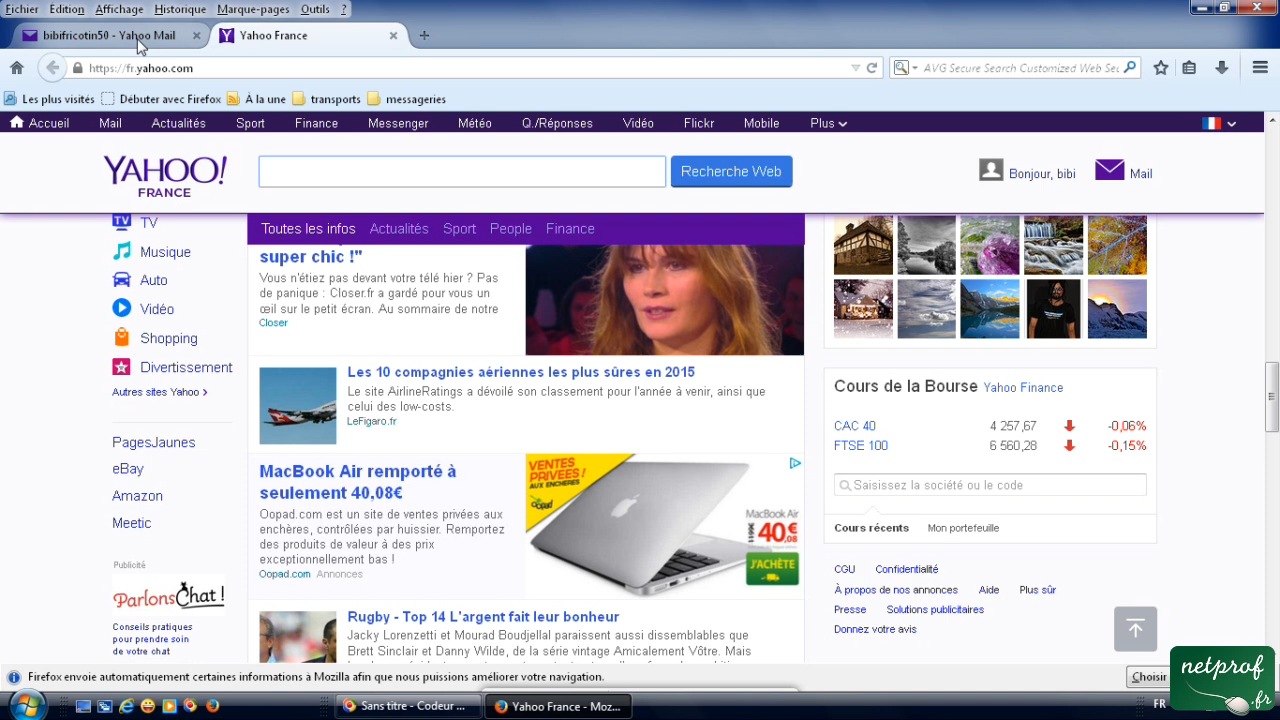 Fichier Édition Affichage Historique Marque-pages Outils ?
bibifricotin50 - Yahoo Mail
Yahoo France
https://fr.yahoo.com
AVG Secure Search Customized Web Sec
Les plus visités Débuter avec Firefox À la une transports messageries
Accueil Mail Actualités Sport Finance Messenger Météo Q./Réponses Vidéo Flickr Mobile Plus
YAHOO!
FRANCE
Recherche Web
Bonjour, bibi
Mail
TV
Musique
Auto
Vidéo
Shopping
Divertissement
Autres sites Yahoo >
PagesJaunes
eBay
Amazon
Meetic
Publicité
ParlonsChat !
Conseils pratiques
pour prendre soin
de votre chat
Toutes les infos Actualités Sport People Finance
super chic !"
Vous n'étiez pas devant votre télé hier ? Pas
de panique : Closer.fr a gardé pour vous un
œil sur le petit écran. Au sommaire de notre
Closer
Les 10 compagnies aériennes les plus sûres en 2015
Le site AirlineRatings a dévoilé son classement pour l'année à venir, ainsi que
celui des low-costs.
LeFigaro.fr
MacBook Air remporté à
seulement 40,08€
Oopad.com est un site de ventes privées aux
enchères, contrôlées par huissier. Remportez
des produits de valeur à des prix
exceptionnellement bas !
Oopad.com Annonces
VENTES
PRIVÉES !
AUX ENCHÈRES
Oopad
MacBook Air
40€,08
J'ACHÈTE
Rugby - Top 14 L'argent fait leur bonheur
Jacky Lorenzetti et Mourad Boudjellal paraissent aussi dissemblables que
Brett Sinclair et Danny Wilde, de la série vintage Amicalement Vôtre. Mais
Cours de la Bourse Yahoo Finance
CAC 40 4 257,67 -0,06%
FTSE 100 6 560,28 -0,15%
Saisissez la société ou le code
Cours récents Mon portefeuille
CGU Confidentialité
À propos de nos annonces Aide Plus sûr
Presse Solutions publicitaires
Donnez votre avis
Firefox envoie automatiquement certaines informations à Mozilla afin que nous puissions améliorer votre navigation.
Choisir
netprof
.fr
Sans titre - Codeur ...
Yahoo France - Moz...
FR